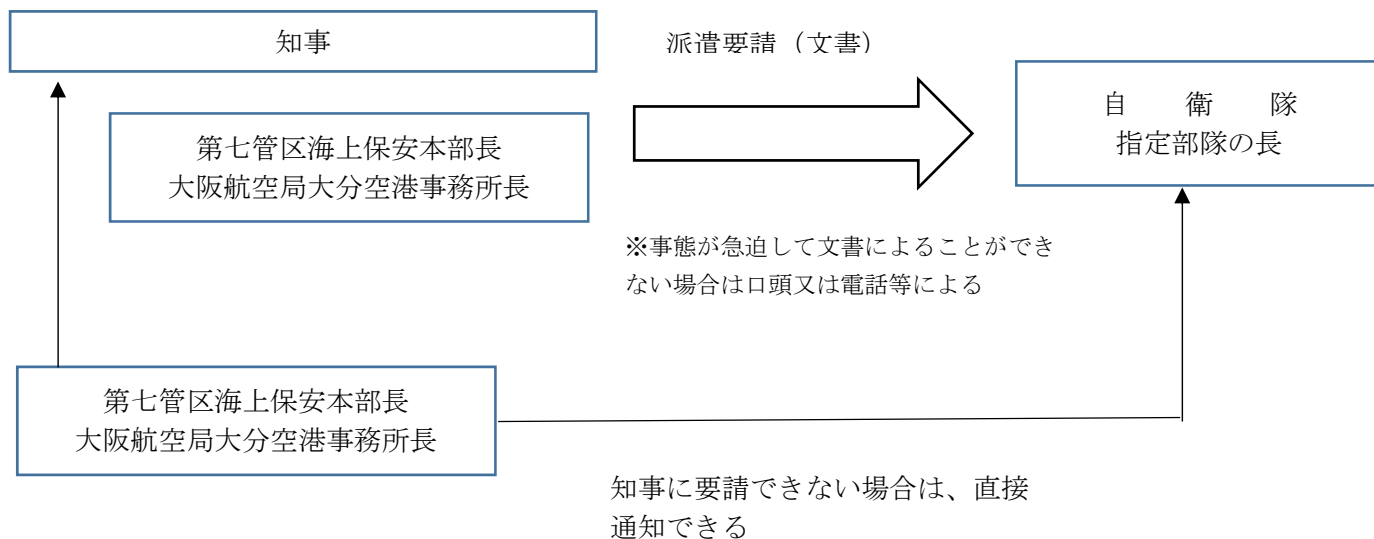 知事
派遣要請（文書）
自　衛　隊
指定部隊の長
第七管区海上保安本部長
大阪航空局大分空港事務所長
※事態が急迫して文書によることができ
ない場合は口頭又は電話等による
第七管区海上保安本部長
大阪航空局大分空港事務所長
知事に要請できない場合は、直接
通知できる